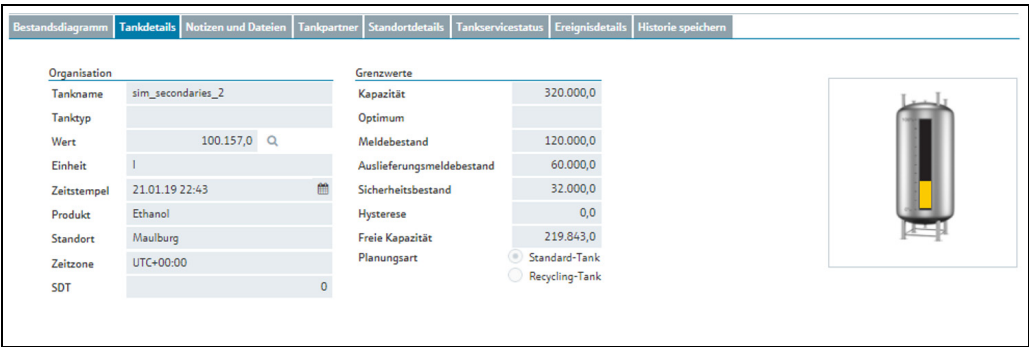 Bestandsdiagramm Tankdetails Notizen und Dateien Tankpartner Standortdetails Tankservicestatus Ereignisdetails Historie speichern
Organisation
Tankname sim_secondaries_2
Tanktyp
Wert 100.157,0
Einheit l
Zeitstempel 21.01.19 22:43
Produkt Ethanol
Standort Maulburg
Zeitzone UTC+00:00
SDT 0
Grenzwerte
Kapazität 320.000,0
Optimum
Meldebestand 120.000,0
Auslieferungsmeldebestand 60.000,0
Sicherheitsbestand 32.000,0
Hysterese 0,0
Freie Kapazität 219.843,0
Planungsart Standard-Tank
Recycling-Tank